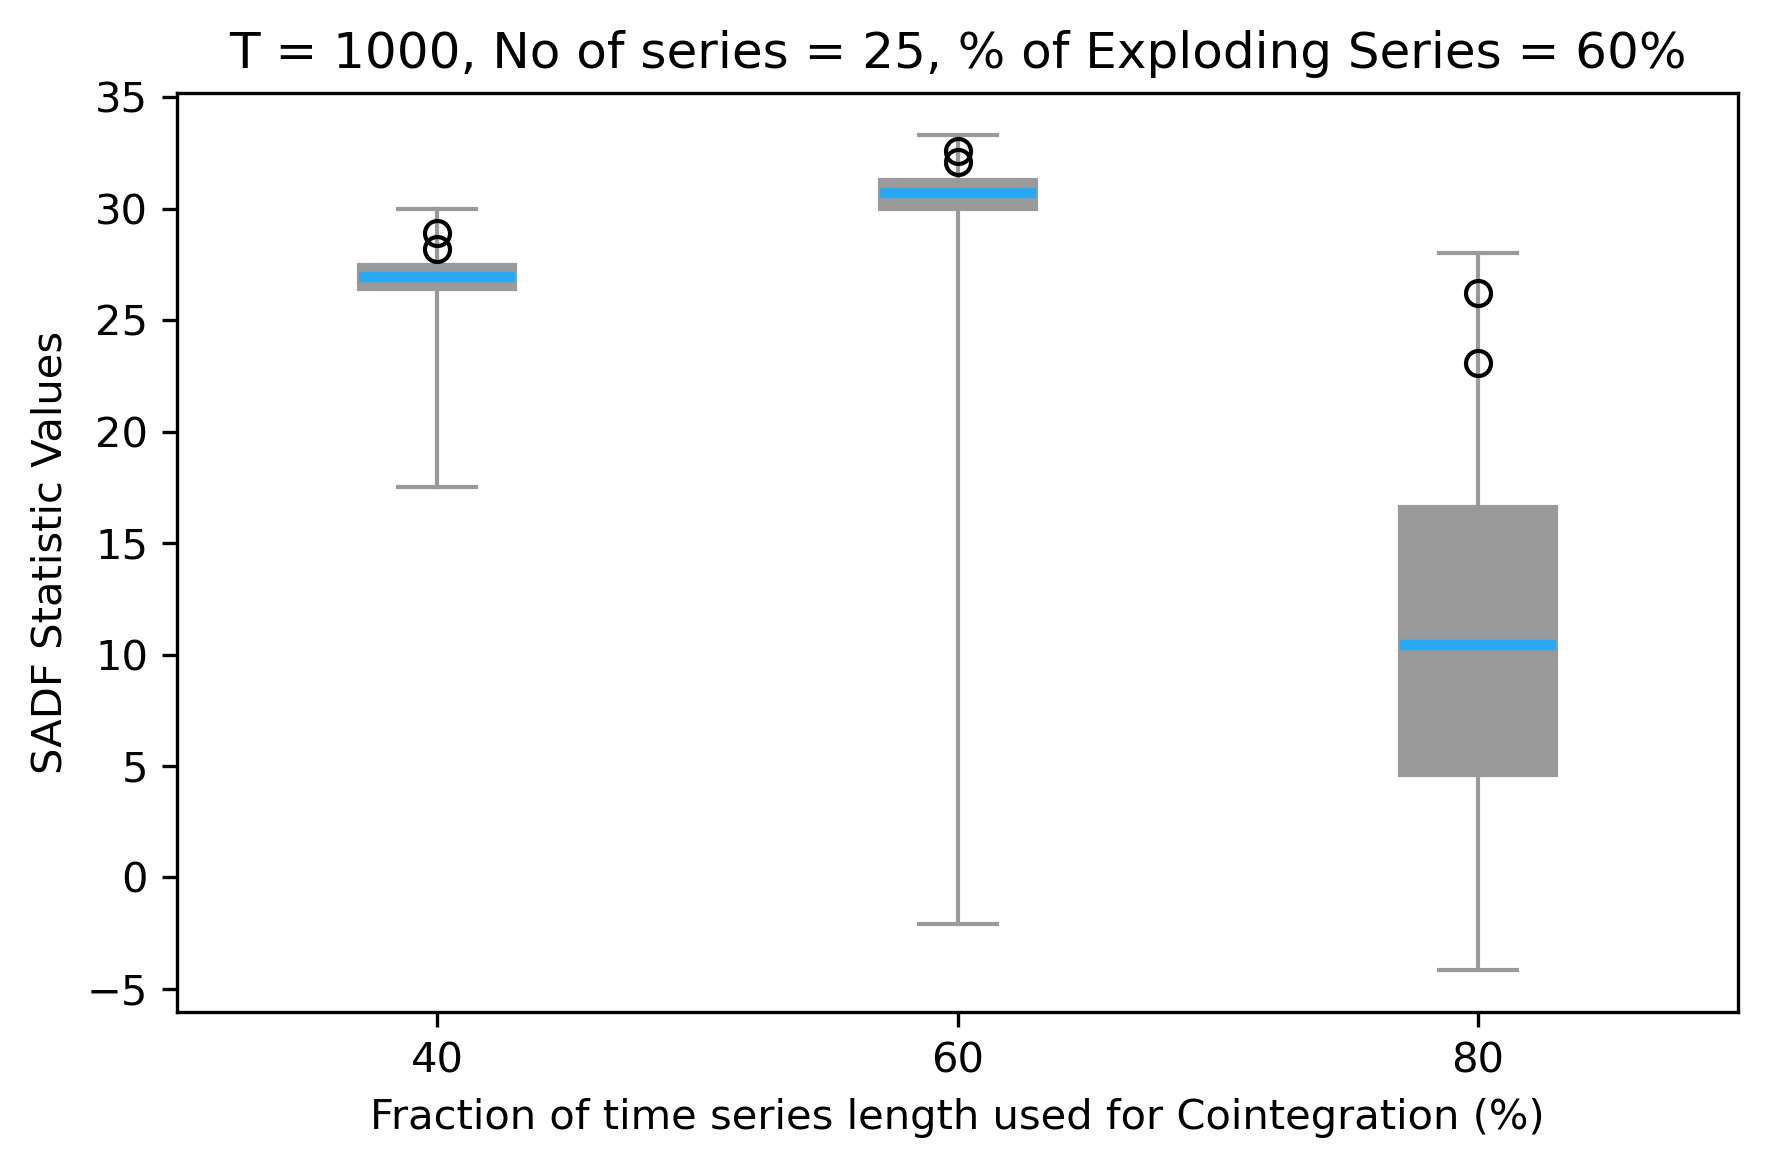 T = 1000, No of series = 25, % of Exploding Series = 60%
35
30
25
20
15
10
5
0
−5
SADF Statistic Values
40 60 80
Fraction of time series length used for Cointegration (%)